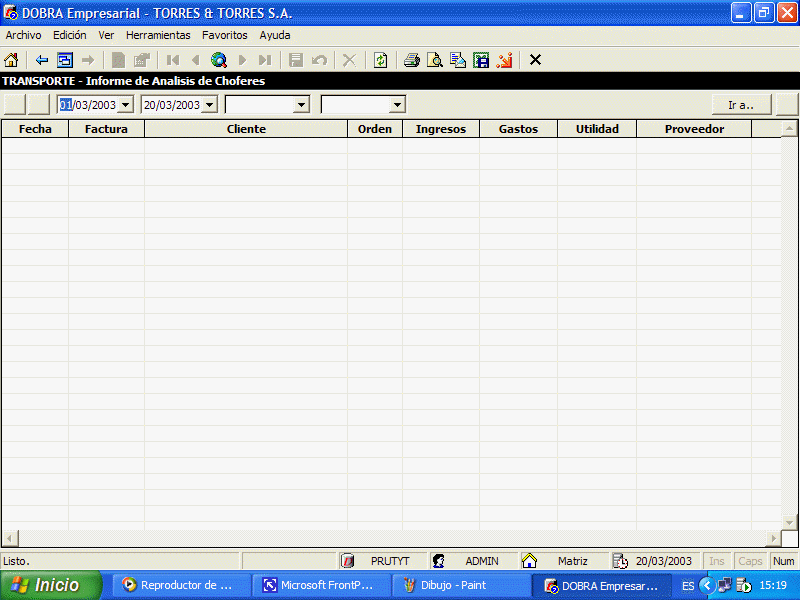 DOBRA Empresarial - TORRES & TORRES S.A.
Archivo Edición Ver Herramientas Favoritos Ayuda
TRANSPORTE - Informe de Analisis de Choferes
01/03/2003 20/03/2003 Ir a..
Fecha Factura Cliente Orden Ingresos Gastos Utilidad Proveedor
Listo. PRUTYT ADMIN Matriz 20/03/2003 Ins Caps Num
Inicio Reproductor de ... Microsoft FrontP... Dibujo - Paint DOBRA Empresar... ES 15:19